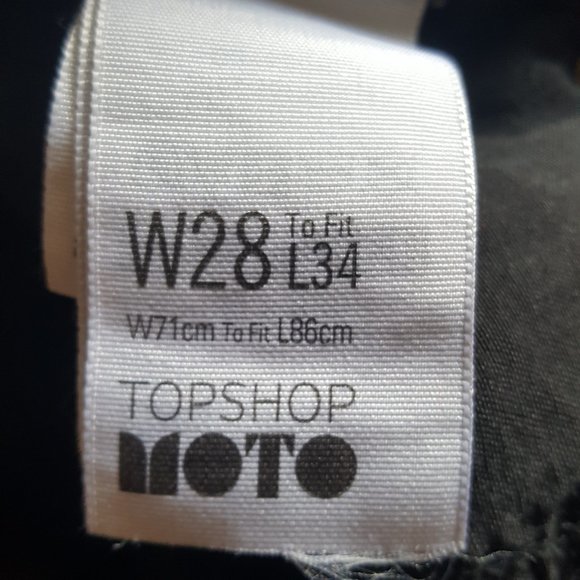 W28 To Fit L34
W71cm To Fit L86cm
TOPSHOP
MOTO